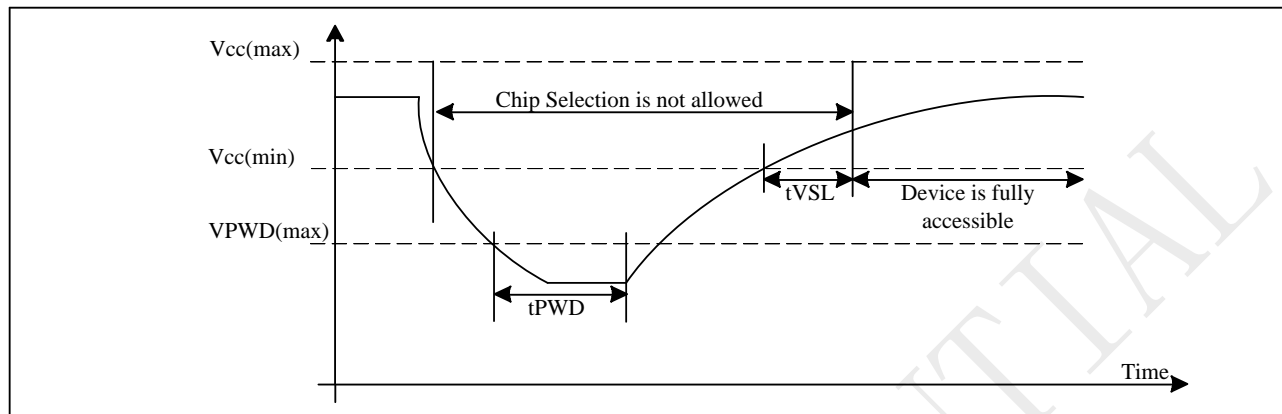 Vcc(max)
Chip Selection is not allowed
Vcc(min)
tVSL
Device is fully
accessible
VPWD(max)
tPWD
Time